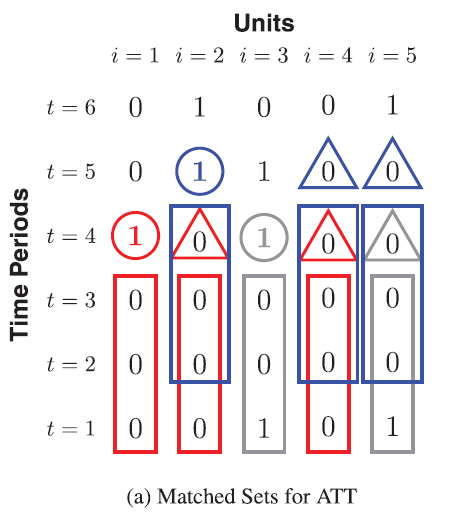 Units
i = 1 i = 2 i = 3 i = 4 i = 5
t = 6 0 1 0 0 1
t = 5 0 1 1 0 0
t = 4 1 0 1 0 0
t = 3 0 0 0 0 0
t = 2 0 0 0 0 0
t = 1 0 0 1 0 1
Time Periods
(a) Matched Sets for ATT